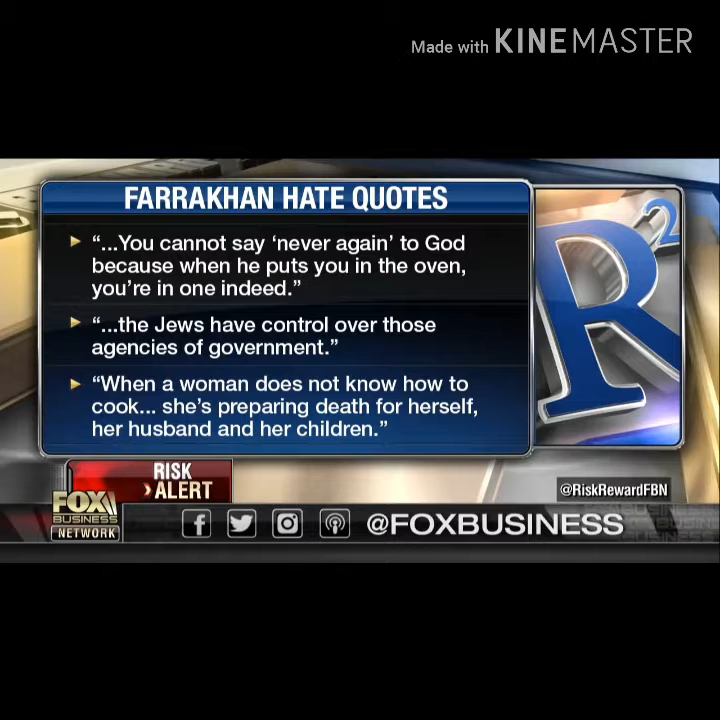 Made with KINEMASTER
FARRAKHAN HATE QUOTES
“...You cannot say ‘never again’ to God
because when he puts you in the oven,
you’re in one indeed.”
“...the Jews have control over those
agencies of government.”
“When a woman does not know how to
cook... she’s preparing death for herself,
her husband and her children.”
R2
RISK
ALERT
@RiskRewardFBN
FOX
BUSINESS
NETWORK
@FOXBUSINESS